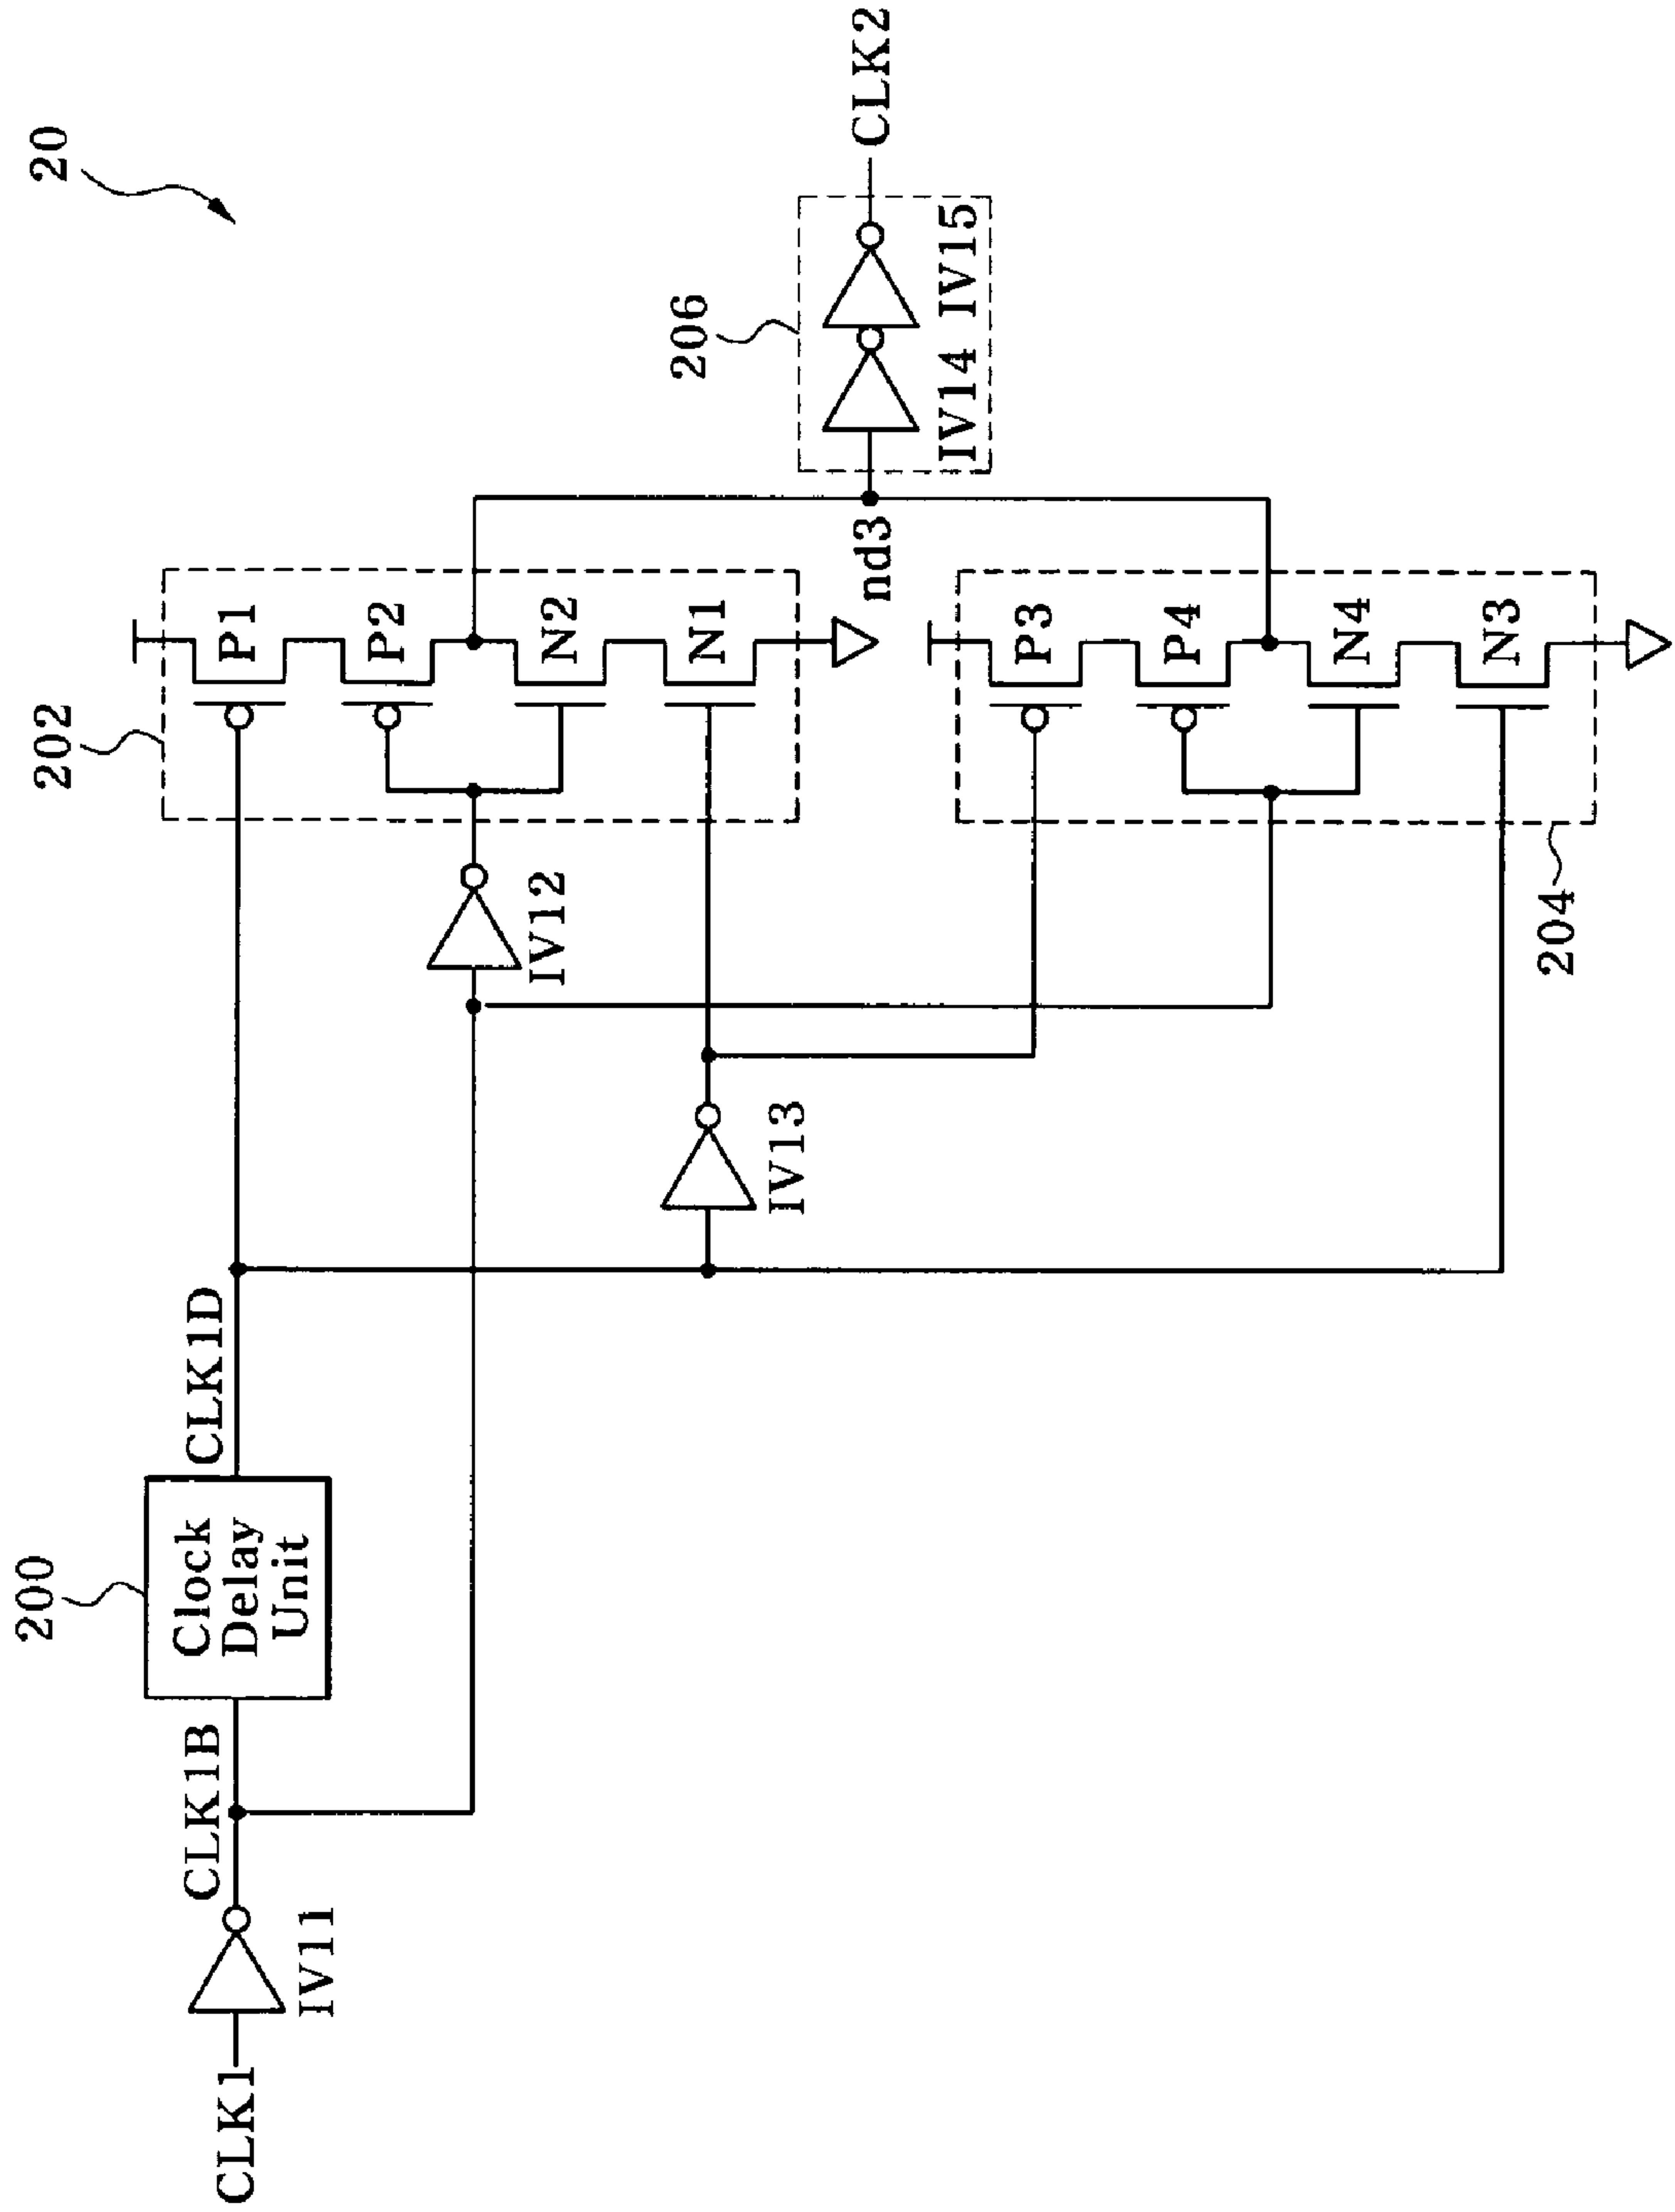 20
200
202
CLK1
IV11
CLK1B
Clock
Delay
Unit
CLK1D
IV12
IV13
P1
P2
N2
N1
nd3
206
IV14 IV15
CLK2
P3
P4
N4
N3
204